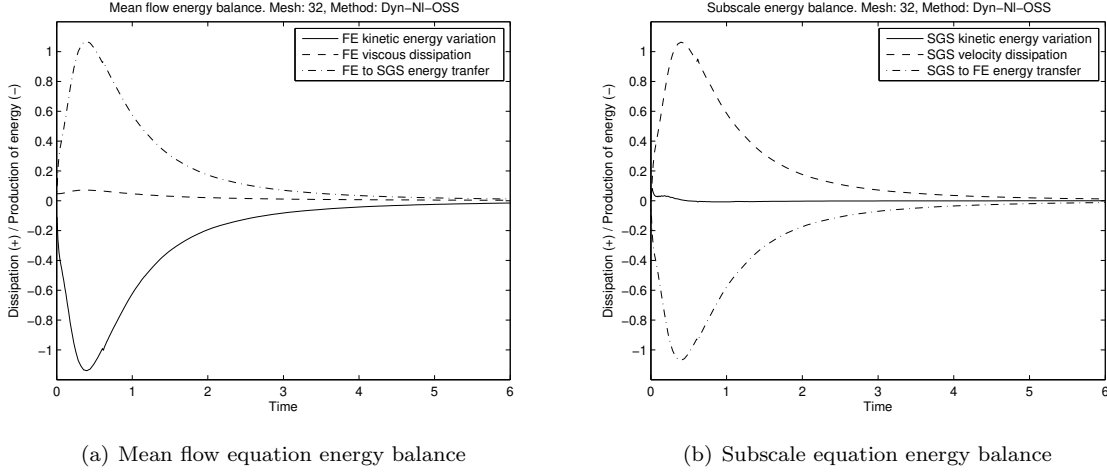 Mean flow energy balance. Mesh: 32, Method: Dyn−Nl−OSS
FE kinetic energy variation
FE viscous dissipation
FE to SGS energy tranfer
Dissipation (+) / Production of energy (−)
1
0.8
0.6
0.4
0.2
0
−0.2
−0.4
−0.6
−0.8
−1
0 1 2 3 4 5 6
Time
(a) Mean flow equation energy balance
Subscale energy balance. Mesh: 32, Method: Dyn−Nl−OSS
SGS kinetic energy variation
SGS velocity dissipation
SGS to FE energy transfer
Dissipation (+) / Production of energy (−)
1
0.8
0.6
0.4
0.2
0
−0.2
−0.4
−0.6
−0.8
−1
0 1 2 3 4 5 6
Time
(b) Subscale equation energy balance